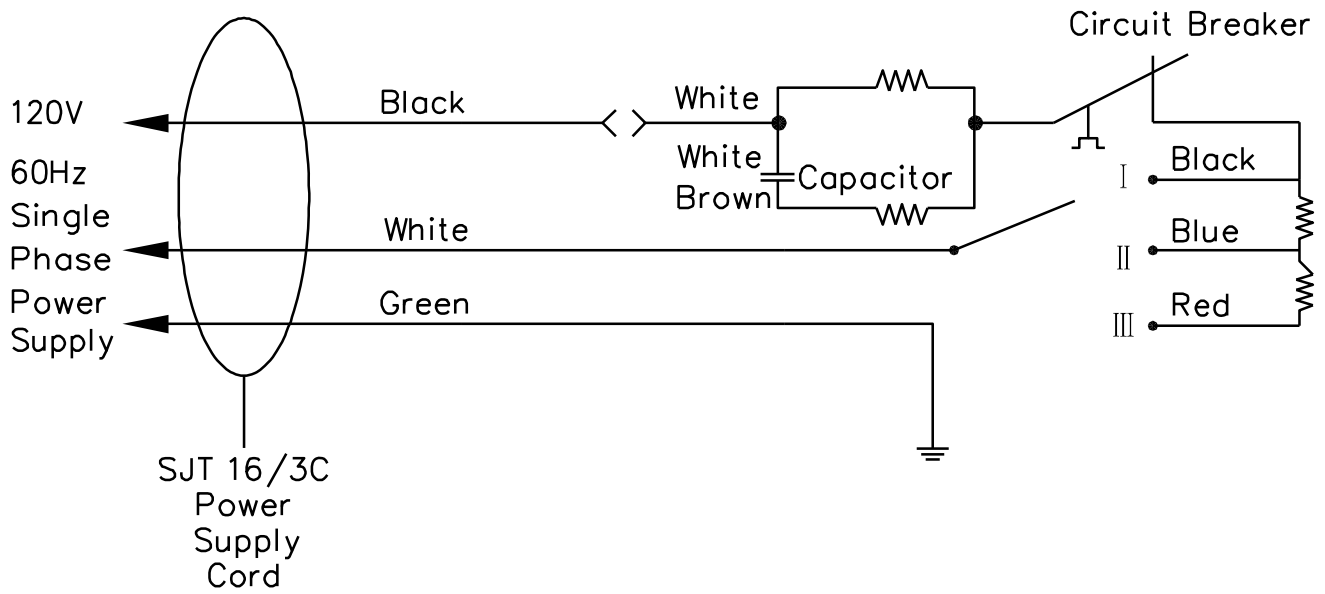 Circuit Breaker
120V
Black
White
60Hz
Single
Phase
Power
Supply
White
Brown
Capacitor
White
Green
I
Black
II
Blue
III
Red
SJT 16/3C
Power
Supply
Cord